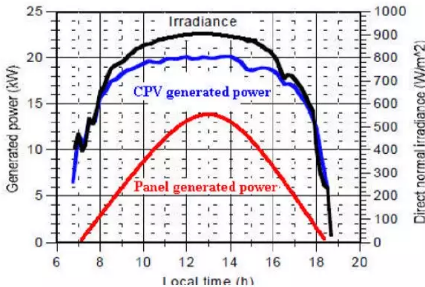 25
20
15
10
5
0
Generated power (kW)
Irradiance
CPV generated power
Panel generated power
1000
900
800
700
600
500
400
300
200
100
0
Direct normal irradiance (W/m^2)
6 8 10 12 14 16 18 20
Local time (h)